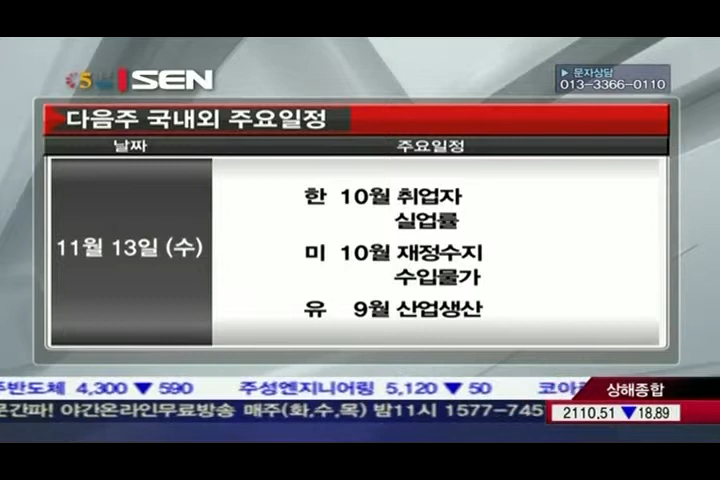 5 SEN
▶ 문자상담
013-3366-0110
다음주 국내외 주요일정
날짜 주요일정
11월 13일 (수)
한 10월 취업자
실업률
미 10월 재정수지
수입물가
유 9월 산업생산
주반도체 4,300 ▼ 590 주성엔지니어링 5,120 ▼ 50 코아
상해종합
문간파! 야간온라인무료방송 매주(화,수,목) 밤11시 1577-745
2110.51 ▼18.89